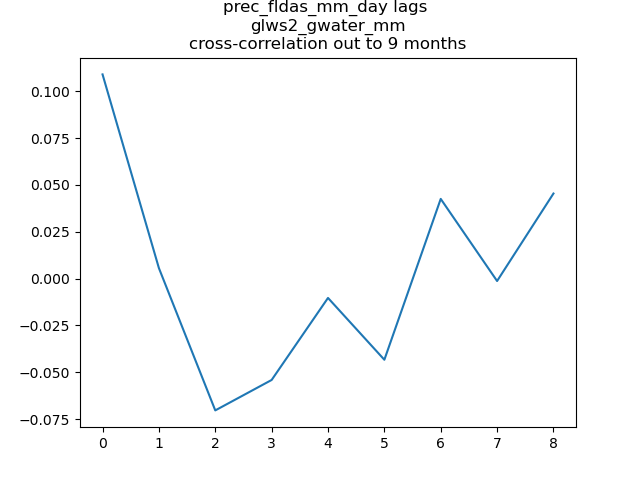 prec_fldas_mm_day lags
glws2_gwater_mm
cross-correlation out to 9 months
0.100
0.075
0.050
0.025
0.000
−0.025
−0.050
−0.075
0 1 2 3 4 5 6 7 8